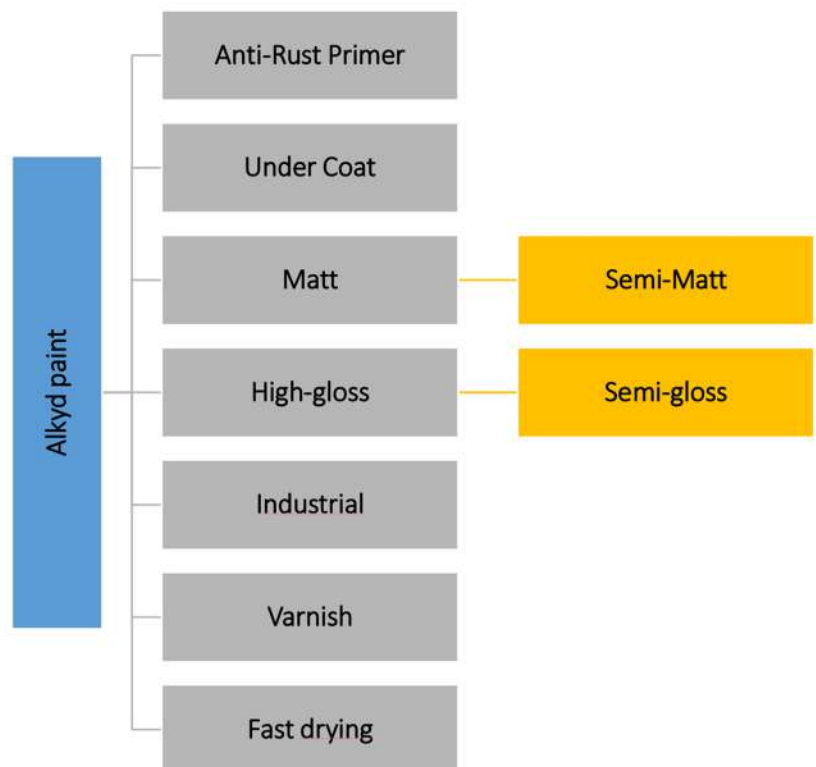 Alkyd paint
Anti-Rust Primer
Under Coat
Matt
Semi-Matt
High-gloss
Semi-gloss
Industrial
Varnish
Fast drying